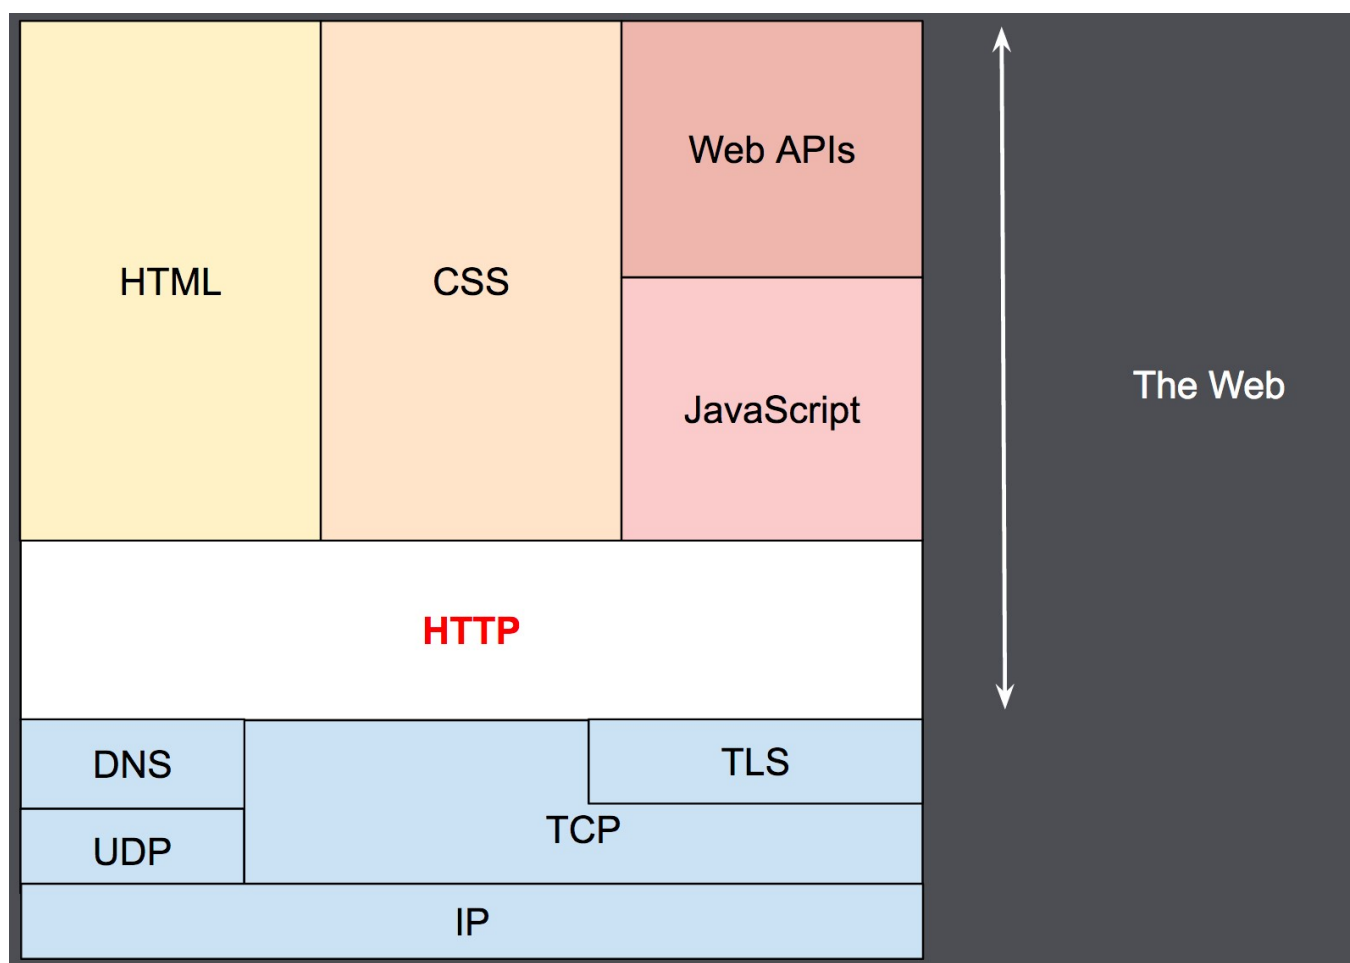 Web APIs
HTML
CSS
JavaScript
The Web
HTTP
DNS
TLS
TCP
UDP
IP